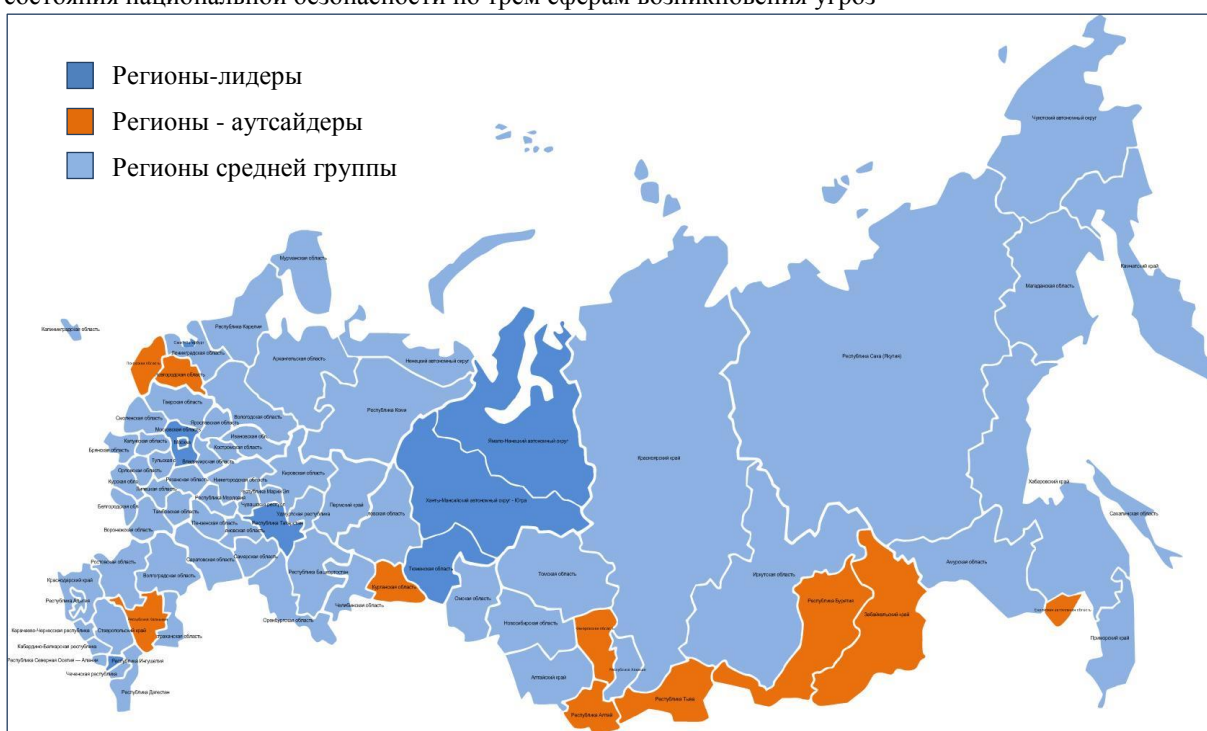 состояния национальной безопасности по трем сферам возникновения угроз
Регионы-лидеры
Регионы - аутсайдеры
Регионы средней группы
Чукотский автономный округ
Камчатский край
Магаданская область
Мурманская область
Калининградская область
Республика Карелия
Ленинградская область
Архангельская область
Ненецкий автономный округ
Республика Саха (Якутия)
Новгородская область
Тверская область
Смоленская область
Вологодская область
Ярославская область
Республика Коми
Московская область
Москва
Калужская область
Ивановская обл
Костромская область
Брянская область
Владимирская область
Ямало-Ненецкий автономный округ
Красноярский край
Кировская область
Орловская область
Рязанская область
Нижегородская область
Курская обл
Липецкая область
Республика Мордовия
Пермский край
Ханты-Мансийский автономный округ - Югра
Хабаровский край
Белгородская обл
Тамбовская область
Пензенская область
Удмуртская республика
Сахалинская область
Воронежская область
Республика Татарстан
Саратовская область
Самарская область
Ростовская область
Волгоградская область
Республика Башкортостан
Курганская область
Тюменская область
Томская область
Иркутская область
Амурская область
Краснодарский край
Омская область
Республика Адыгея
Челябинская область
Оренбургская область
Новосибирская область
Республика Бурятия
Забайкальский край
Карачаево-Черкесская республика
Ставропольский край
Приморский край
Кабардино-Балкарская республика
Республика Северная Осетия — Алания
Республика Ингушетия
Чеченская республика
Республика Дагестан
Алтайский край
Республика Тыва
Республика Алтай